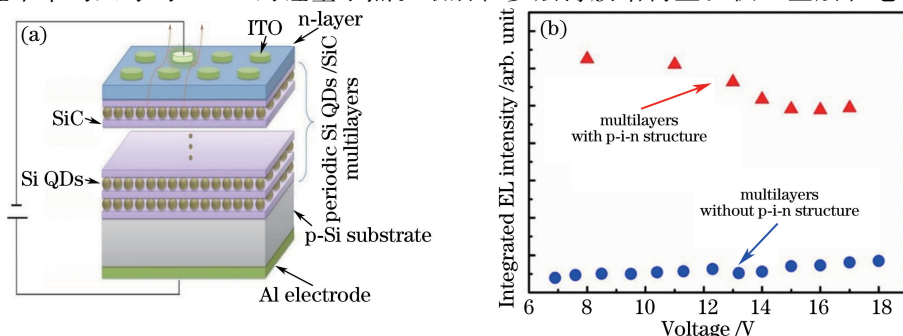 (a)
n-layer
ITO
SiC
Si QDs
periodic Si QDs /SiC
multilayers
p-Si substrate
Al electrode
(b)
Integrated EL intensity /arb. unit
multilayers
with p-i-n structure
multilayers
without p-i-n structure
6 8 10 12 14 16 18
Voltage /V